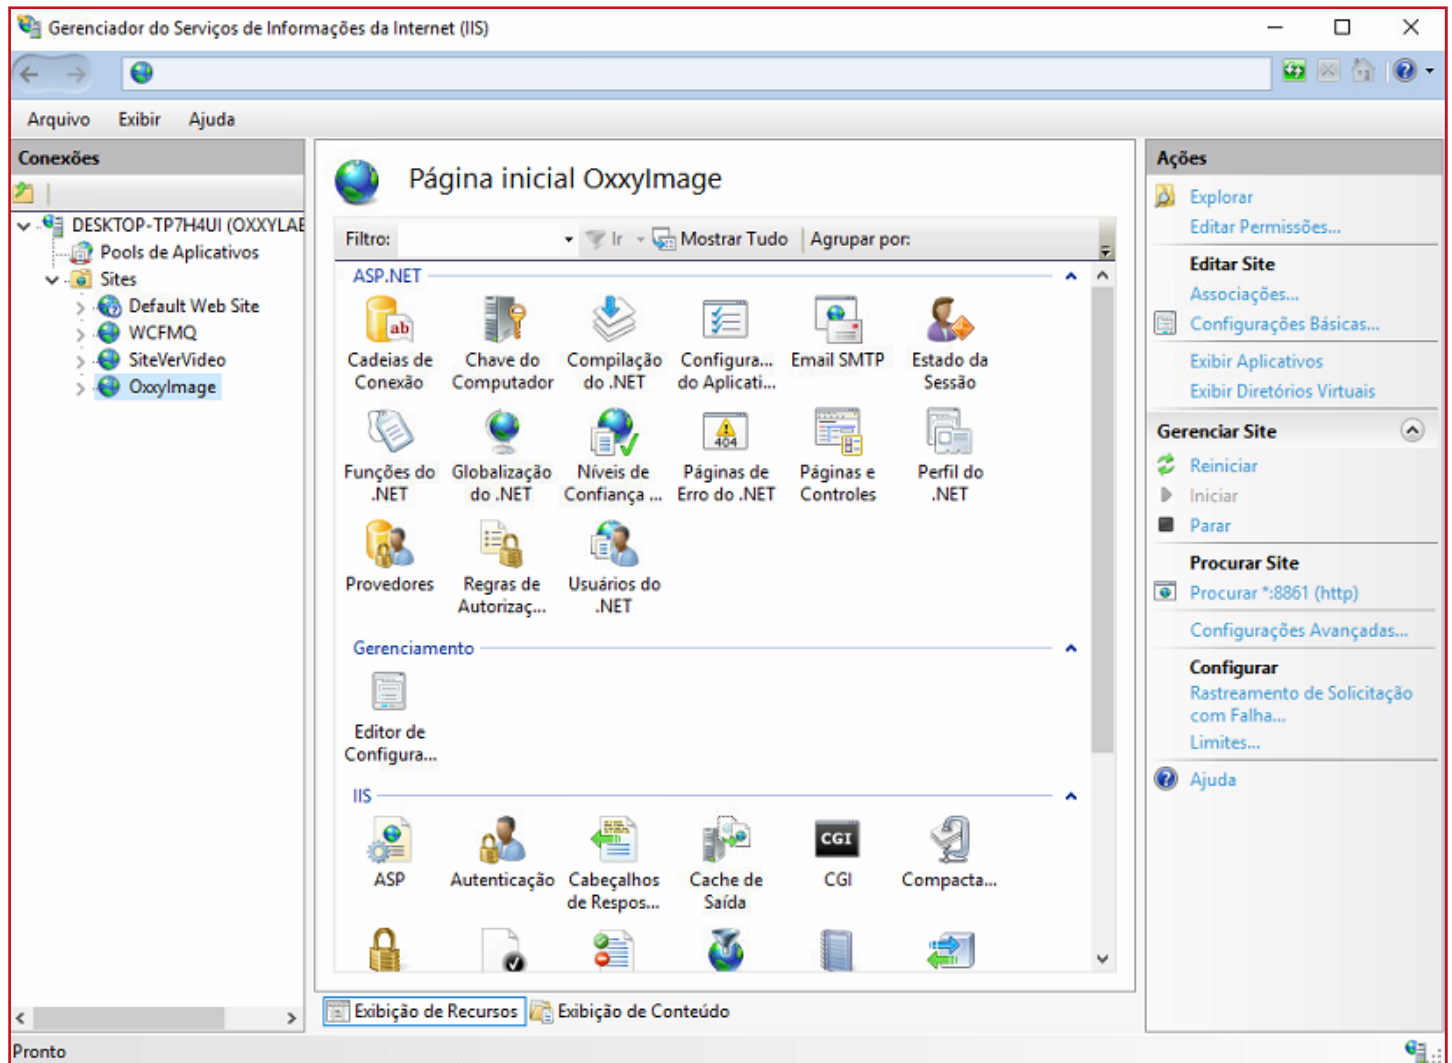 Gerenciador do Serviços de Informações da Internet (IIS)
Arquivo Exibir Ajuda
Conexões
DESKTOP-TP7H4UI (OXXYLAB
Pools de Aplicativos
Sites
Default Web Site
WCFMQ
SiteVerVideo
OxxyImage
Página inicial OxxyImage
Filtro: Ir Mostrar Tudo Agrupar por:
ASP.NET
ab
Cadeias de Conexão
Chave do Computador
Compilação do .NET
Configura... do Aplicati...
Email SMTP
Estado da Sessão
404
Funções do .NET
Globalização do .NET
Níveis de Confiança ...
Páginas de Erro do .NET
Páginas e Controles
Perfil do .NET
Provedores
Regras de Autorizaç...
Usuários do .NET
Gerenciamento
Editor de Configura...
IIS
CGI
ASP
Autenticação
Cabeçalhos de Respos...
Cache de Saída
CGI
Compacta...
Exibição de Recursos Exibição de Conteúdo
Ações
Explorar
Editar Permissões...
Editar Site
Associações...
Configurações Básicas...
Exibir Aplicativos
Exibir Diretórios Virtuais
Gerenciar Site
Reiniciar
Iniciar
Parar
Procurar Site
Procurar *:8861 (http)
Configurações Avançadas...
Configurar
Rastreamento de Solicitação
com Falha...
Limites...
Ajuda
Pronto